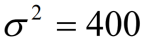 σ² = 400